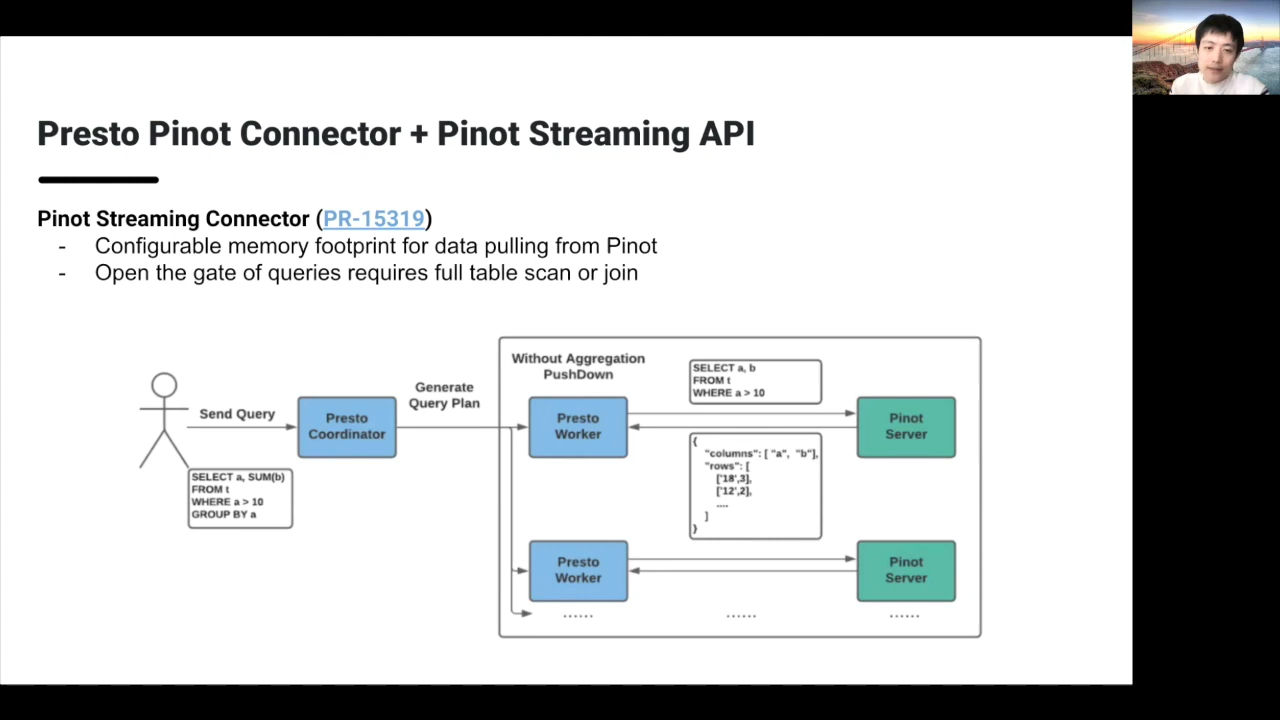 Presto Pinot Connector + Pinot Streaming API
Pinot Streaming Connector (PR-15319)
- Configurable memory footprint for data pulling from Pinot
- Open the gate of queries requires full table scan or join
Send Query
SELECT a, SUM(b)
FROM t
WHERE a > 10
GROUP BY a
Presto
Coordinator
Generate
Query Plan
Without Aggregation
PushDown
Presto
Worker
SELECT a, b
FROM t
WHERE a > 10
Pinot
Server
{
"columns": [ "a", "b"],
"rows": [
['18',3],
['12',2],
....
]
}
Presto
Worker
Pinot
Server
......
......
......